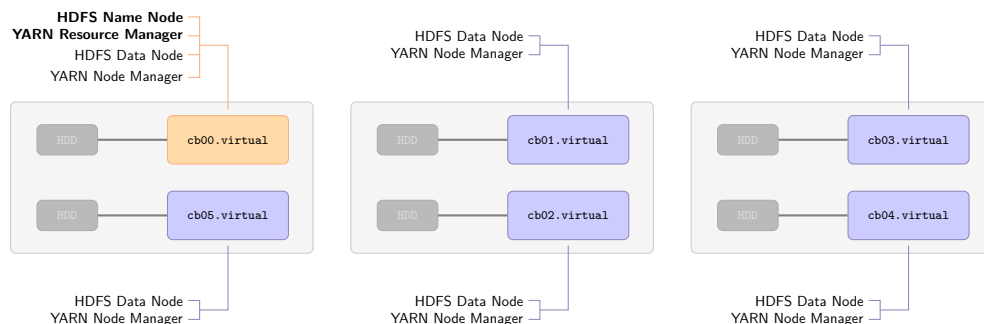 HDFS Name Node
YARN Resource Manager
HDFS Data Node
YARN Node Manager
HDFS Data Node
YARN Node Manager
HDFS Data Node
YARN Node Manager
HDD
cb00.virtual
HDD
cb01.virtual
HDD
cb03.virtual
HDD
cb05.virtual
HDD
cb02.virtual
HDD
cb04.virtual
HDFS Data Node
YARN Node Manager
HDFS Data Node
YARN Node Manager
HDFS Data Node
YARN Node Manager